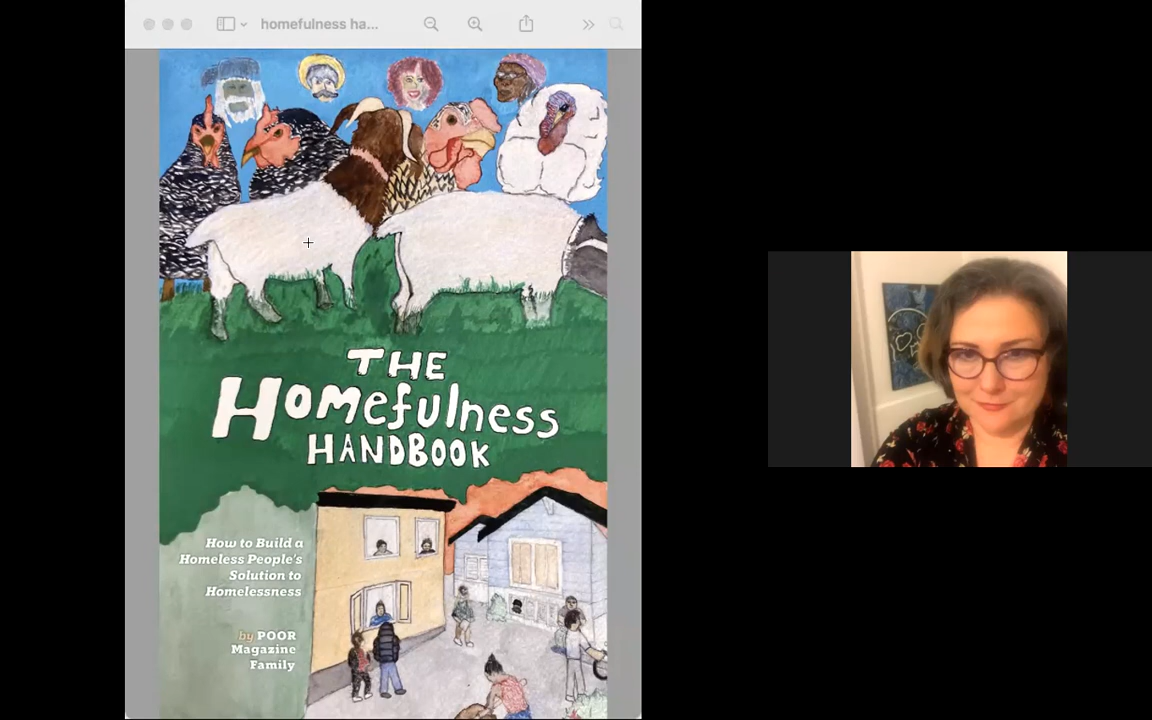 homefulness ha...
THE
Homefulness
HANDBOOK
How to Build a
Homeless People's
Solution to
Homelessness
by POOR
Magazine
Family